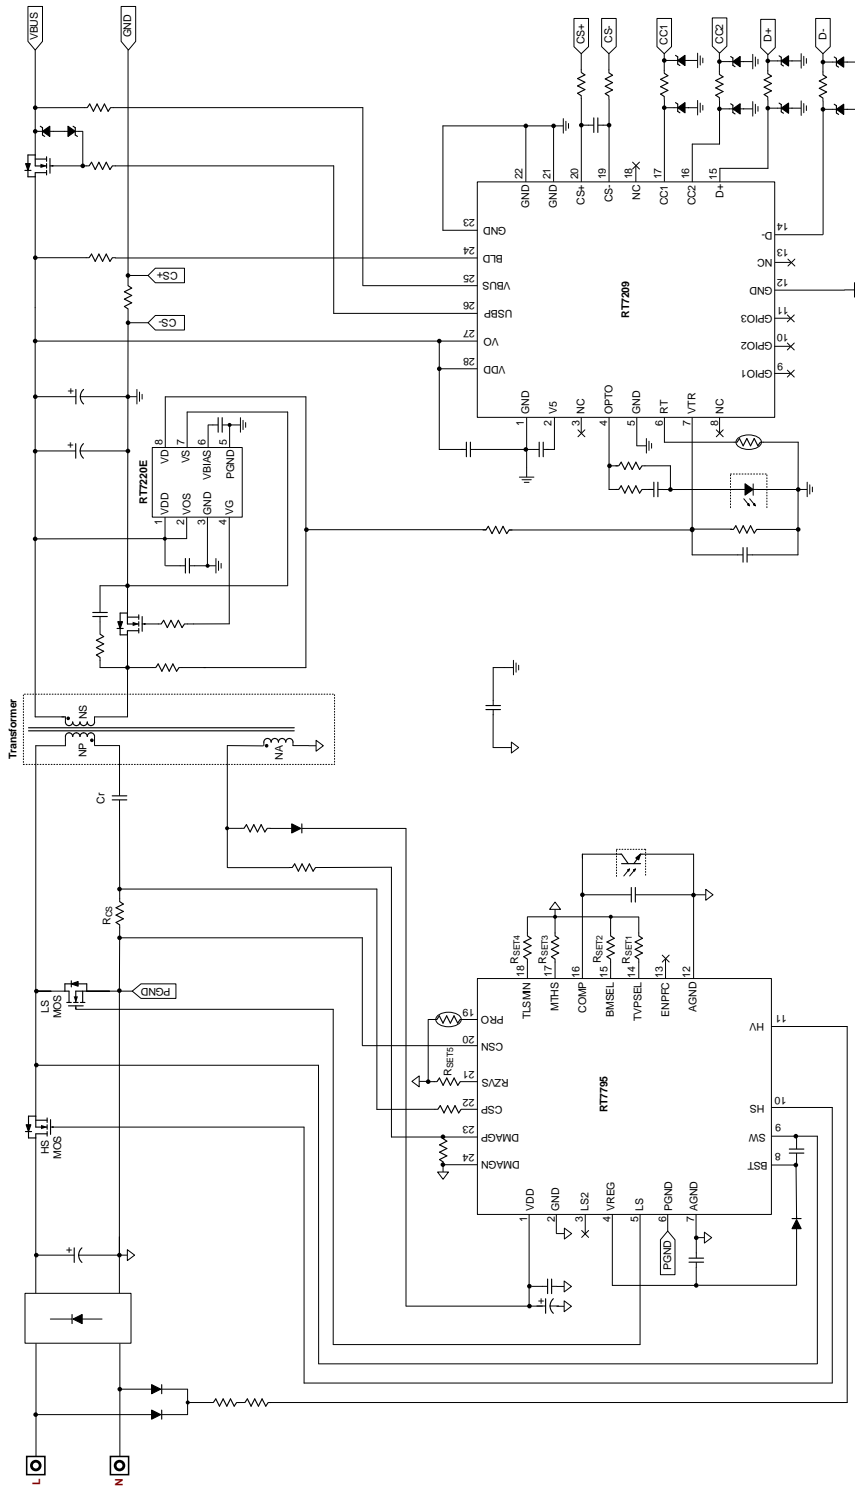 L
N
HS
MOS
LS
MOS
PGND
RCS
Cr
Transformer
NP
NS
NA
VBUS
GND
CS+
CS-
RT7220E
1
VDD
2
VOS
3
GND
4
VG
VD
8
VS
7
VBIAS
6
PGND
5
RT7795
1
VDD
2
GND
3
LS2
4
VREG
5
LS
6
PGND
7
AGND
PGND
8
BST
9
SW
10
HS
11
HV
12
AGND
13
ENPFC
14
TVPSEL
15
BMSEL
16
COMP
17
MTHS
18
TLSMIN
19
PRO
20
CSN
21
RZVS
22
CSP
23
DMAGP
24
DMAGN
RSET1
RSET2
RSET3
RSET4
RSET5
RT7209
1
GND
2
V5
3
NC
4
OPTO
5
GND
6
RT
7
VTR
8
NC
9
GPIO1
10
GPIO2
11
GPIO3
12
GND
13
NC
14
D-
15
D+
16
CC2
17
CC1
18
NC
19
CS-
20
CS+
21
GND
22
GND
23
GND
24
BLD
25
VBUS
26
USBP
27
VO
28
VDD
CS+
CS-
CC1
CC2
D+
D-